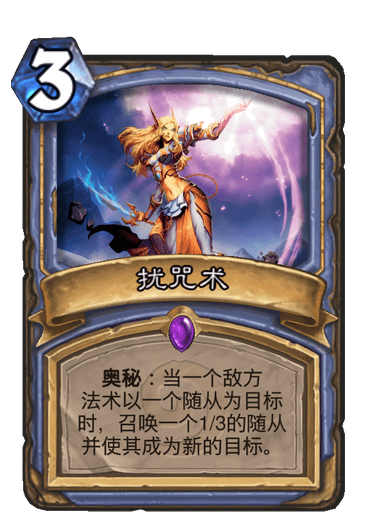 3
扰咒术
奥秘：当一个敌方
法术以一个随从为目标
时，召唤一个1/3的随从
并使其成为新的目标。